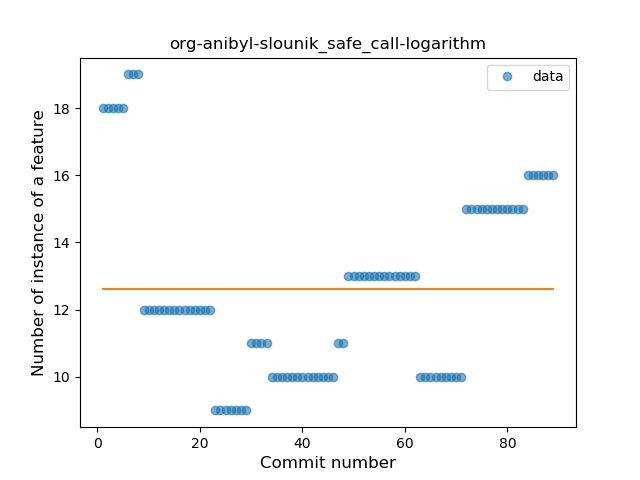 org-anibyl-slounik_safe_call-logarithm
data
Number of instance of a feature
18
16
14
12
10
0
20
40
60
80
Commit number